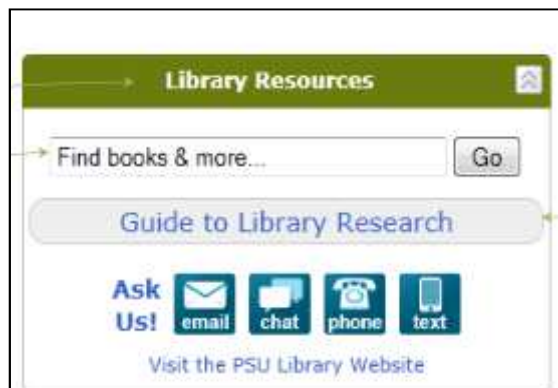 Library Resources
Find books & more... Go
Guide to Library Research
Ask
Us! email chat phone text
Visit the PSU Library Website